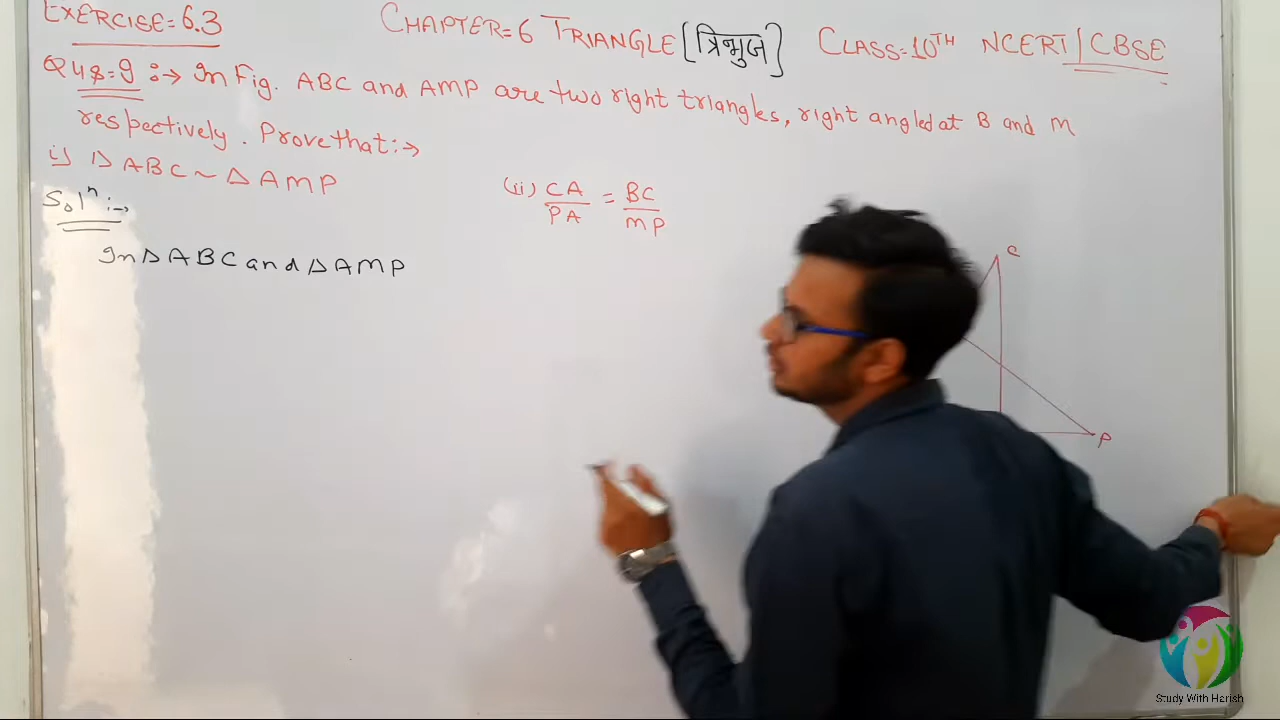 EXERCISE=6.3
CHAPTER=6 TRIANGLE [त्रिभुज] CLASS=10TH NCERT/CBSE
QuS=9 :→ In Fig. ABC and AMP are two right triangles, right angled at B and M
respectively. Prove that:→
i) Δ ABC ~ Δ AMP
(ii) CA/PA = BC/MP
Solⁿ:→
In Δ ABC and Δ AMP
C
P
Study With Harish